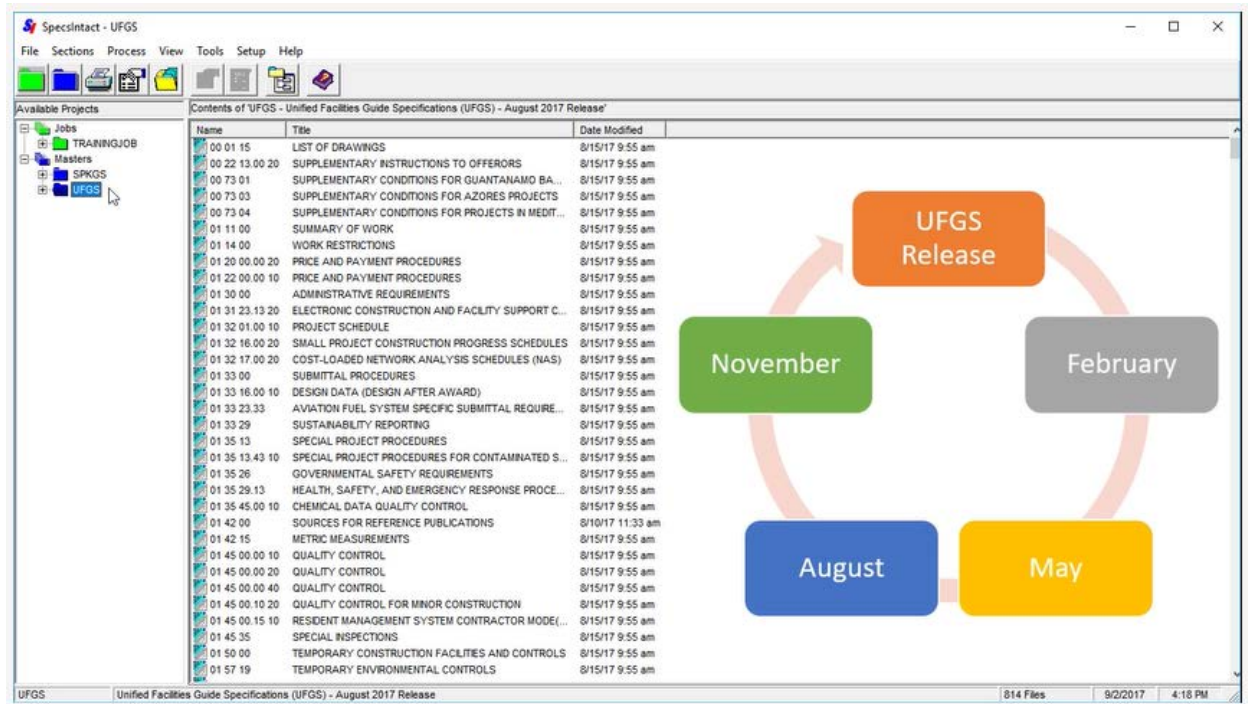 SpecsIntact - UFGS
File Sections Process View Tools Setup Help
Available Projects
Contents of 'UFGS - Unified Facilities Guide Specifications (UFGS) - August 2017 Release'
Jobs
TRAININGJOB
Masters
SPKGS
UFGS
Name Title Date Modified
00 01 15 LIST OF DRAWINGS 8/15/17 9:55 am
00 22 13.00 20 SUPPLEMENTARY INSTRUCTIONS TO OFFERORS 8/15/17 9:55 am
00 73 01 SUPPLEMENTARY CONDITIONS FOR GUANTANAMO BA... 8/15/17 9:55 am
00 73 03 SUPPLEMENTARY CONDITIONS FOR AZORES PROJECTS 8/15/17 9:55 am
00 73 04 SUPPLEMENTARY CONDITIONS FOR PROJECTS IN MEDIT... 8/15/17 9:55 am
01 11 00 SUMMARY OF WORK 8/15/17 9:55 am
01 14 00 WORK RESTRICTIONS 8/15/17 9:55 am
01 20 00.00 20 PRICE AND PAYMENT PROCEDURES 8/15/17 9:55 am
01 22 00.00 10 PRICE AND PAYMENT PROCEDURES 8/15/17 9:55 am
01 30 00 ADMINISTRATIVE REQUIREMENTS 8/15/17 9:55 am
01 31 23.13 20 ELECTRONIC CONSTRUCTION AND FACILITY SUPPORT C... 8/15/17 9:55 am
01 32 01.00 10 PROJECT SCHEDULE 8/15/17 9:55 am
01 32 16.00 20 SMALL PROJECT CONSTRUCTION PROGRESS SCHEDULES 8/15/17 9:55 am
01 32 17.00 20 COST-LOADED NETWORK ANALYSIS SCHEDULES (NAS) 8/15/17 9:55 am
01 33 00 SUBMITTAL PROCEDURES 8/15/17 9:55 am
01 33 16.00 10 DESIGN DATA (DESIGN AFTER AWARD) 8/15/17 9:55 am
01 33 23.33 AVIATION FUEL SYSTEM SPECIFIC SUBMITTAL REQUIRE... 8/15/17 9:55 am
01 33 29 SUSTAINABILITY REPORTING 8/15/17 9:55 am
01 35 13 SPECIAL PROJECT PROCEDURES 8/15/17 9:55 am
01 35 13.43 10 SPECIAL PROJECT PROCEDURES FOR CONTAMINATED S... 8/15/17 9:55 am
01 35 26 GOVERNMENTAL SAFETY REQUIREMENTS 8/15/17 9:55 am
01 35 29.13 HEALTH, SAFETY, AND EMERGENCY RESPONSE PROCE... 8/15/17 9:55 am
01 35 45.00 10 CHEMICAL DATA QUALITY CONTROL 8/15/17 9:55 am
01 42 00 SOURCES FOR REFERENCE PUBLICATIONS 8/10/17 11:33 am
01 42 15 METRIC MEASUREMENTS 8/15/17 9:55 am
01 45 00.00 10 QUALITY CONTROL 8/15/17 9:55 am
01 45 00.00 20 QUALITY CONTROL 8/15/17 9:55 am
01 45 00.00 40 QUALITY CONTROL 8/15/17 9:55 am
01 45 00.10 20 QUALITY CONTROL FOR MINOR CONSTRUCTION 8/15/17 9:55 am
01 45 00.15 10 RESIDENT MANAGEMENT SYSTEM CONTRACTOR MODE(... 8/15/17 9:55 am
01 45 35 SPECIAL INSPECTIONS 8/15/17 9:55 am
01 50 00 TEMPORARY CONSTRUCTION FACILITIES AND CONTROLS 8/15/17 9:55 am
01 57 19 TEMPORARY ENVIRONMENTAL CONTROLS 8/15/17 9:55 am
UFGS
Release
November
February
August
May
UFGS Unified Facilities Guide Specifications (UFGS) - August 2017 Release 814 Files 9/2/2017 4:18 PM